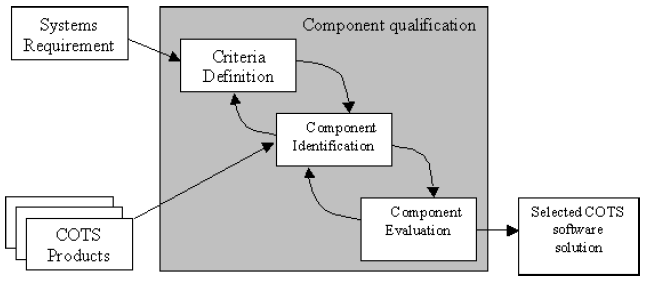 Systems
Requirement
Component qualification
Criteria
Definition
Component
Identification
COTS
Products
Component
Evaluation
Selected COTS
software
solution